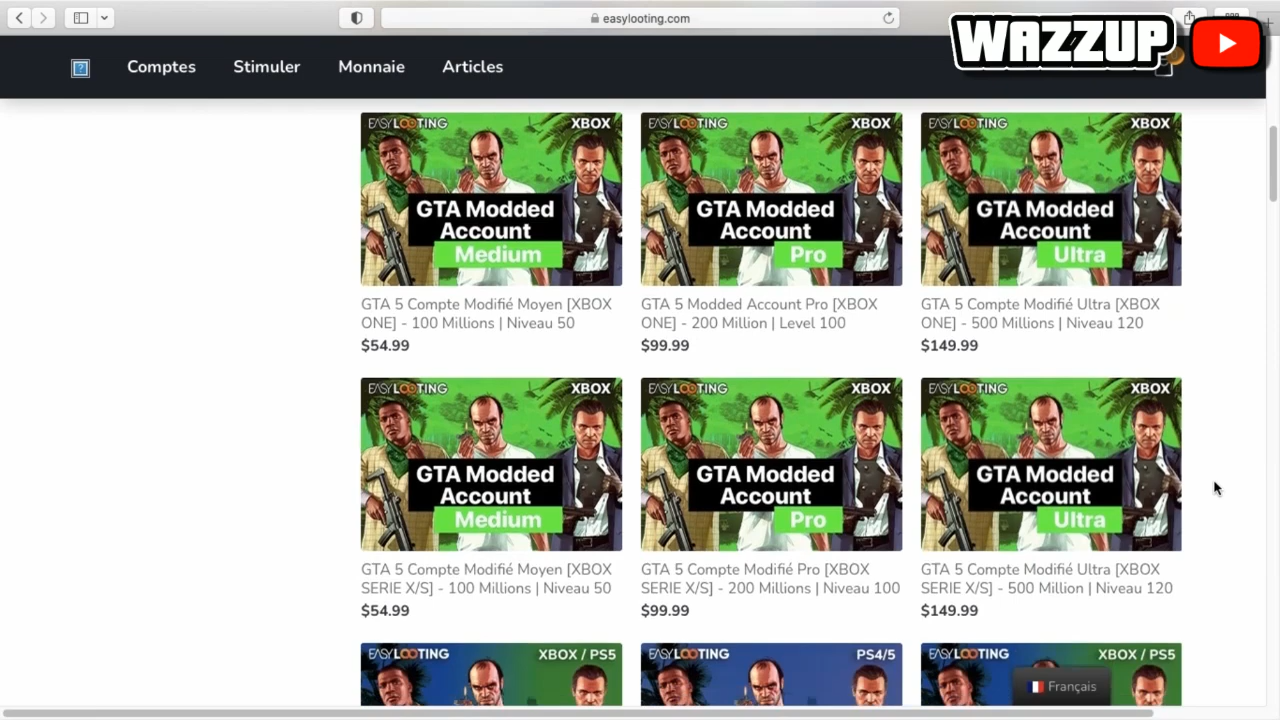 easylooting.com
WAZZUP
Comptes
Stimuler
Monnaie
Articles
EASYLOOTING XBOX
GTA Modded
Account
Medium
EASYLOOTING XBOX
GTA Modded
Account
Pro
EASYLOOTING XBOX
GTA Modded
Account
Ultra
GTA 5 Compte Modifié Moyen [XBOX
ONE] - 100 Millions | Niveau 50
$54.99
GTA 5 Modded Account Pro [XBOX
ONE] - 200 Million | Level 100
$99.99
GTA 5 Compte Modifié Ultra [XBOX
ONE] - 500 Millions | Niveau 120
$149.99
EASYLOOTING XBOX
GTA Modded
Account
Medium
EASYLOOTING XBOX
GTA Modded
Account
Pro
EASYLOOTING XBOX
GTA Modded
Account
Ultra
GTA 5 Compte Modifié Moyen [XBOX
SERIE X/S] - 100 Millions | Niveau 50
$54.99
GTA 5 Compte Modifié Pro [XBOX
SERIE X/S] - 200 Millions | Niveau 100
$99.99
GTA 5 Compte Modifié Ultra [XBOX
SERIE X/S] - 500 Million | Niveau 120
$149.99
EASYLOOTING XBOX / PS5
EASYLOOTING PS4/5
EASYLOOTING XBOX / PS5
Français